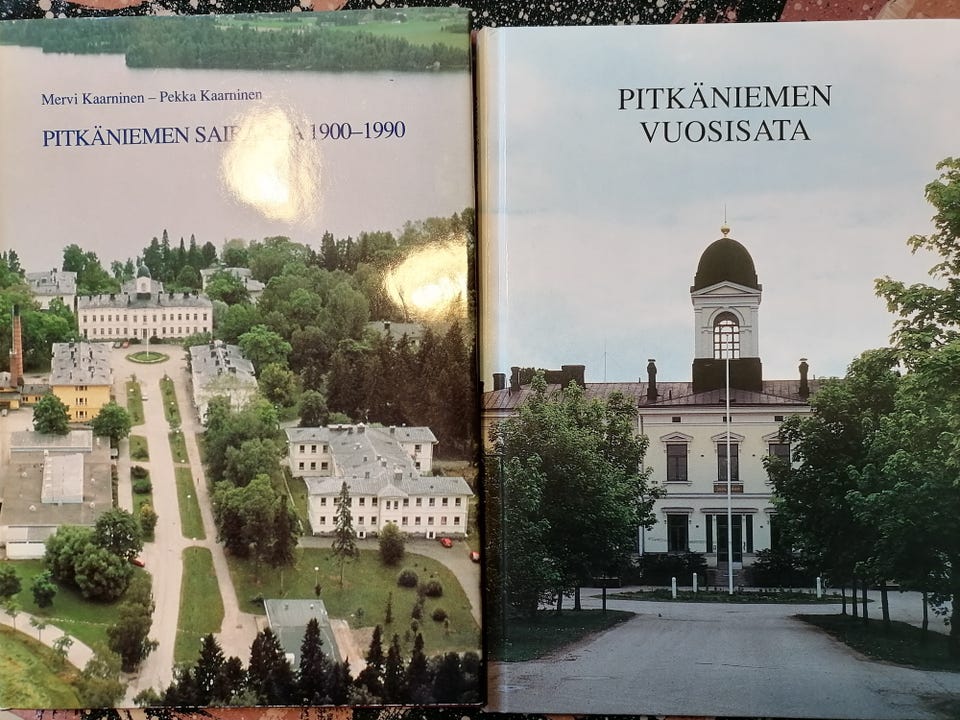 Mervi Kaarninen – Pekka Kaarninen
PITKÄNIEMEN 1900–1990
PITKÄNIEMEN
VUOSISATA